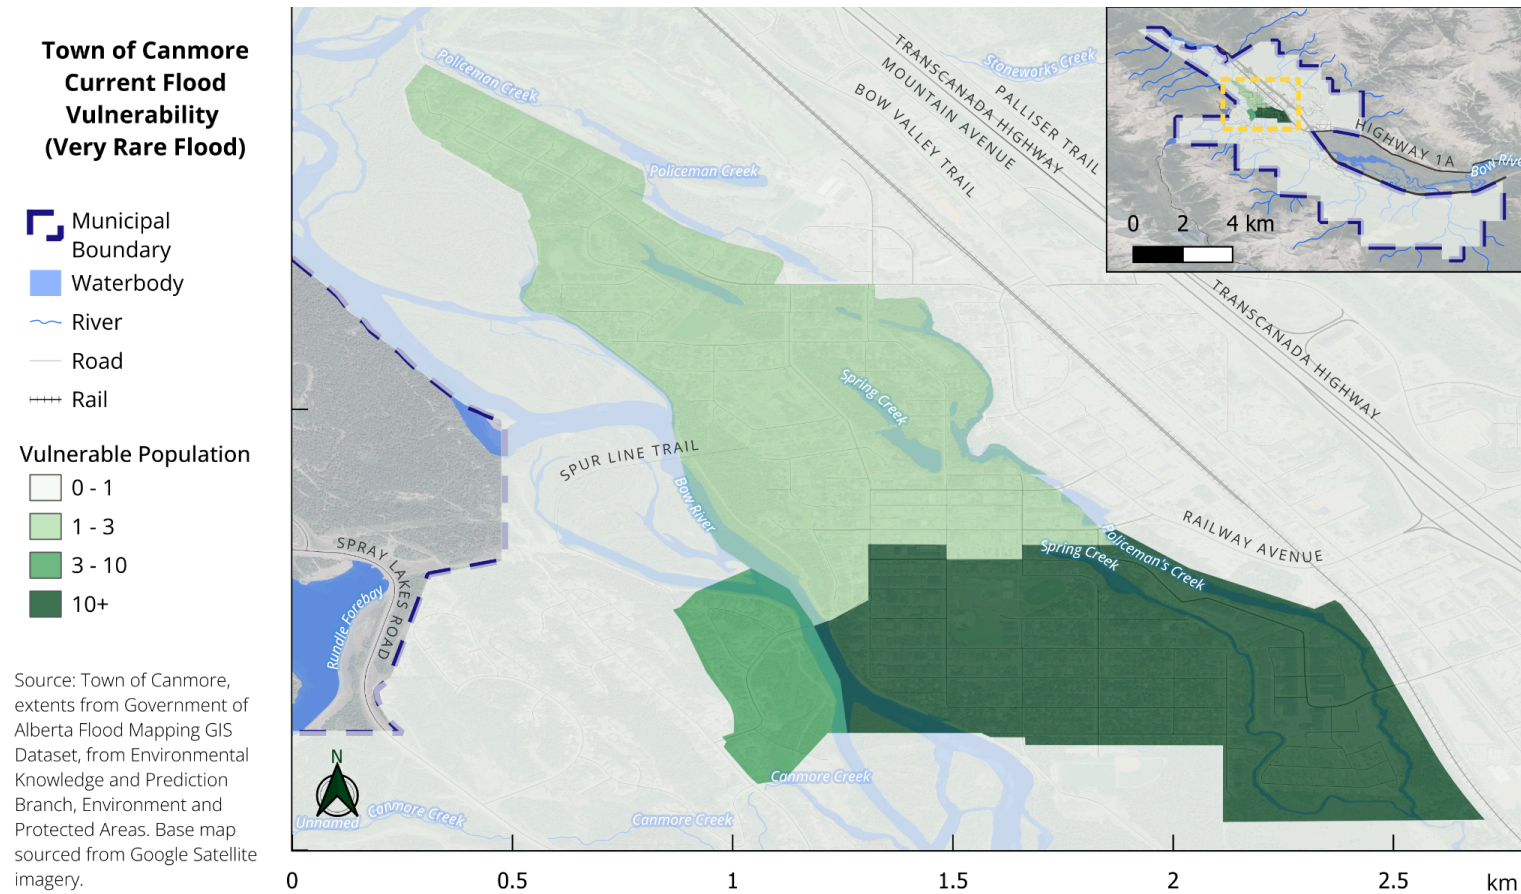 Town of Canmore
Current Flood
Vulnerability
(Very Rare Flood)
Municipal
Boundary
Waterbody
River
Road
Rail
Vulnerable Population
0 - 1
1 - 3
3 - 10
10+
Source: Town of Canmore,
extents from Government of
Alberta Flood Mapping GIS
Dataset, from Environmental
Knowledge and Prediction
Branch, Environment and
Protected Areas. Base map
sourced from Google Satellite
imagery.
Policeman Creek
Policeman Creek
Stoneworks Creek
TRANSCANADA HIGHWAY
PALLISER TRAIL
MOUNTAIN AVENUE
BOW VALLEY TRAIL
HIGHWAY 1A
Bow Rive
0 2 4 km
TRANSCANADA HIGHWAY
Spring Creek
SPUR LINE TRAIL
Bow River
RAILWAY AVENUE
Policeman's Creek
Spring Creek
SPRAY LAKES ROAD
Rundle Forebay
N
Canmore Creek
Canmore Creek
Canmore Creek
Unnamed
0 0.5 1 1.5 2 2.5 km